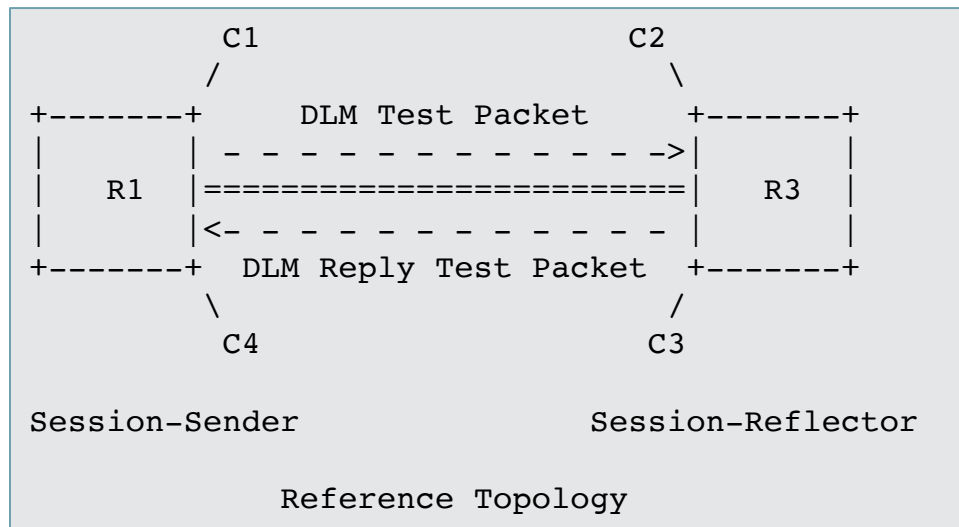 C1 C2
DLM Test Packet
R1 R3
DLM Reply Test Packet
C4 C3
Session-Sender Session-Reflector
Reference Topology